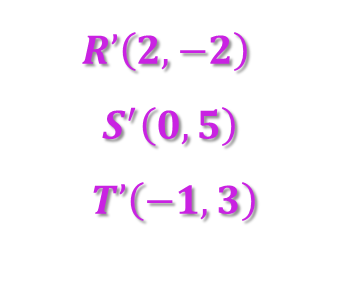 R’(2, −2)
S′(0, 5)
T’(−1, 3)